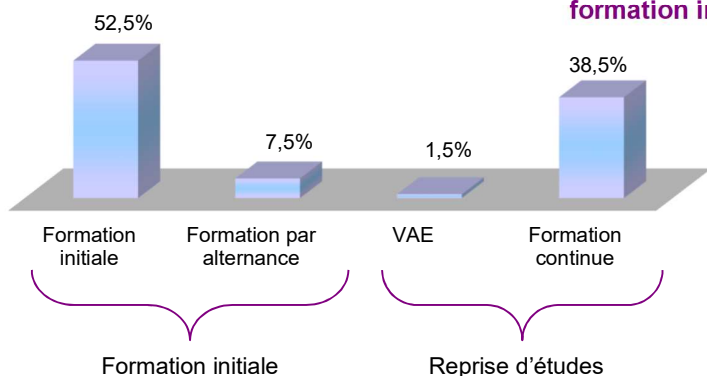 formation
52,5%
38,5%
7,5%
1,5%
Formation
initiale
Formation par
alternance
VAE
Formation
continue
Formation initiale
Reprise d’études